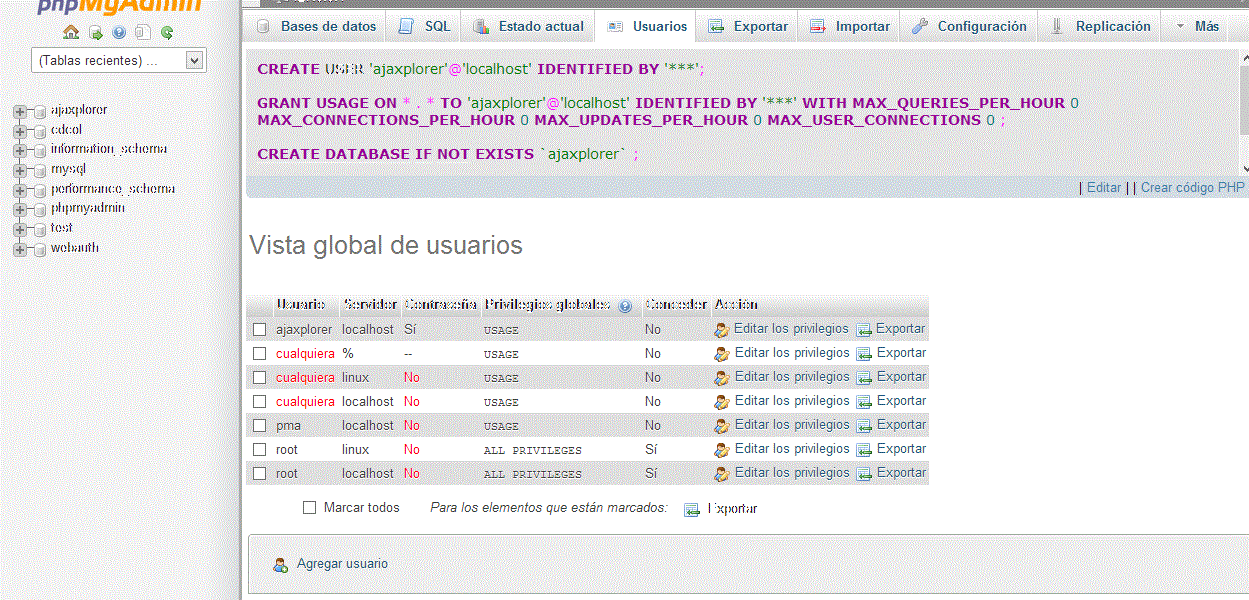 phpMyAdmin
(Tablas recientes) ...
ajaxplorer
cdcol
information_schema
mysql
performance_schema
phpmyadmin
test
webauth
Bases de datos SQL Estado actual Usuarios Exportar Importar Configuración Replicación Más
CREATE USER 'ajaxplorer'@'localhost' IDENTIFIED BY '***';
GRANT USAGE ON * . * TO 'ajaxplorer'@'localhost' IDENTIFIED BY '***' WITH MAX_QUERIES_PER_HOUR 0
MAX_CONNECTIONS_PER_HOUR 0 MAX_UPDATES_PER_HOUR 0 MAX_USER_CONNECTIONS 0 ;
CREATE DATABASE IF NOT EXISTS `ajaxplorer` ;
| Editar | | Crear código PHP
Vista global de usuarios
Usuario Servidor Contraseña Privilegios globales Conceder Acción
ajaxplorer localhost Sí USAGE No Editar los privilegios Exportar
cualquiera % -- USAGE No Editar los privilegios Exportar
cualquiera linux No USAGE No Editar los privilegios Exportar
cualquiera localhost No USAGE No Editar los privilegios Exportar
pma localhost No USAGE No Editar los privilegios Exportar
root linux No ALL PRIVILEGES Sí Editar los privilegios Exportar
root localhost No ALL PRIVILEGES Sí Editar los privilegios Exportar
Marcar todos Para los elementos que están marcados: Exportar
Agregar usuario